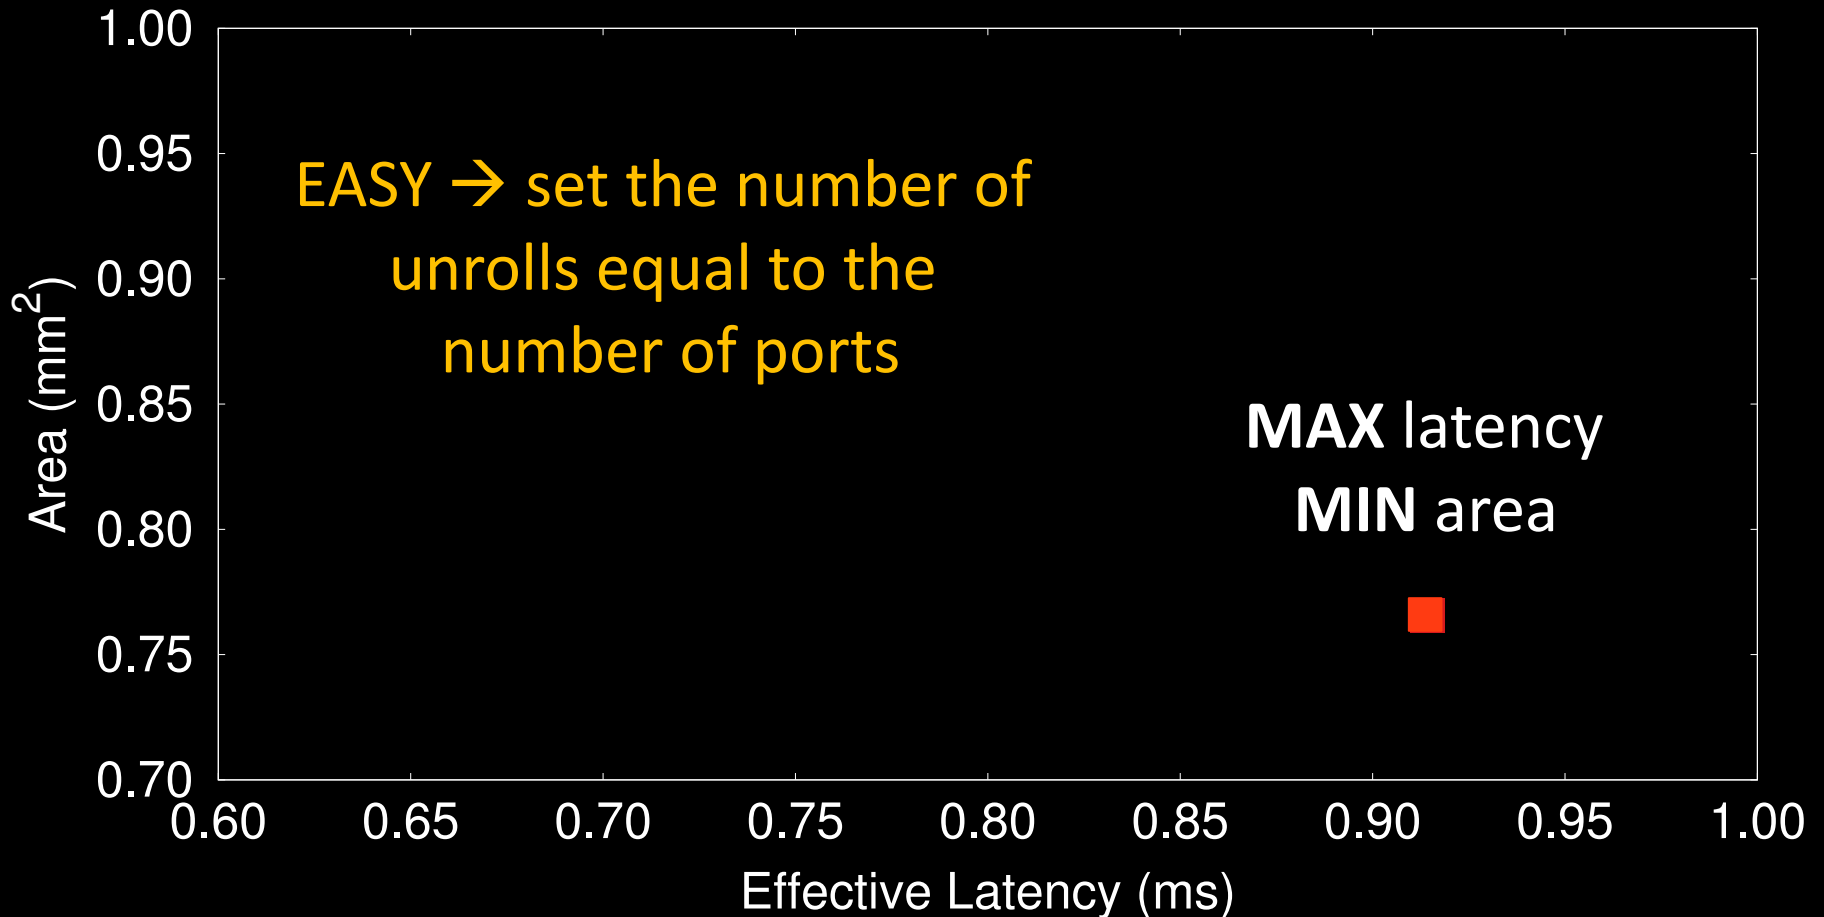 1.00
0.95
0.90
0.85
0.80
0.75
0.70
Area (mm²)
EASY → set the number of
unrolls equal to the
number of ports
MAX latency
MIN area
0.60 0.65 0.70 0.75 0.80 0.85 0.90 0.95 1.00
Effective Latency (ms)